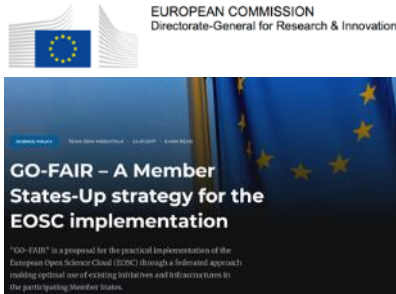 EUROPEAN COMMISSION
Directorate-General for Research & Innovation
SCIENCE POLICY
GO-FAIR – A Member
States-Up strategy for the
EOSC implementation
"GO-FAIR" is a proposal for the practical implementation of the
European Open Science Cloud (EOSC) through a federated approach
making optimal use of existing initiatives and infrastructures in
the participating Member States.